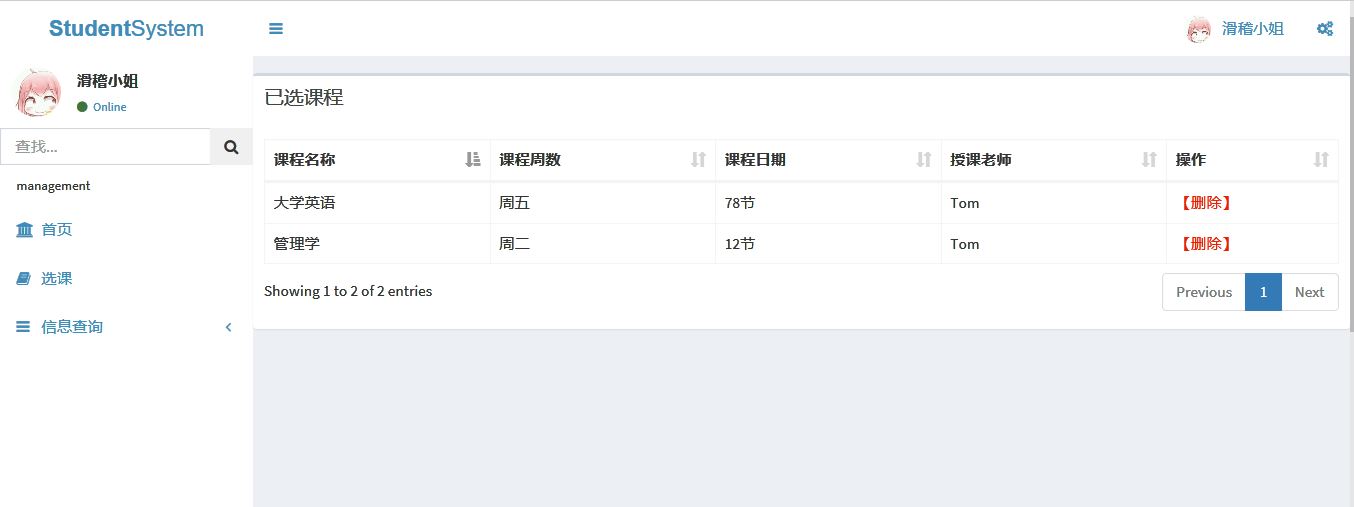 StudentSystem
滑稽小姐
滑稽小姐
Online
查找...
management
首页
选课
信息查询
已选课程
课程名称 课程周数 课程日期 授课老师 操作
大学英语 周五 78节 Tom 【删除】
管理学 周二 12节 Tom 【删除】
Showing 1 to 2 of 2 entries
Previous 1 Next